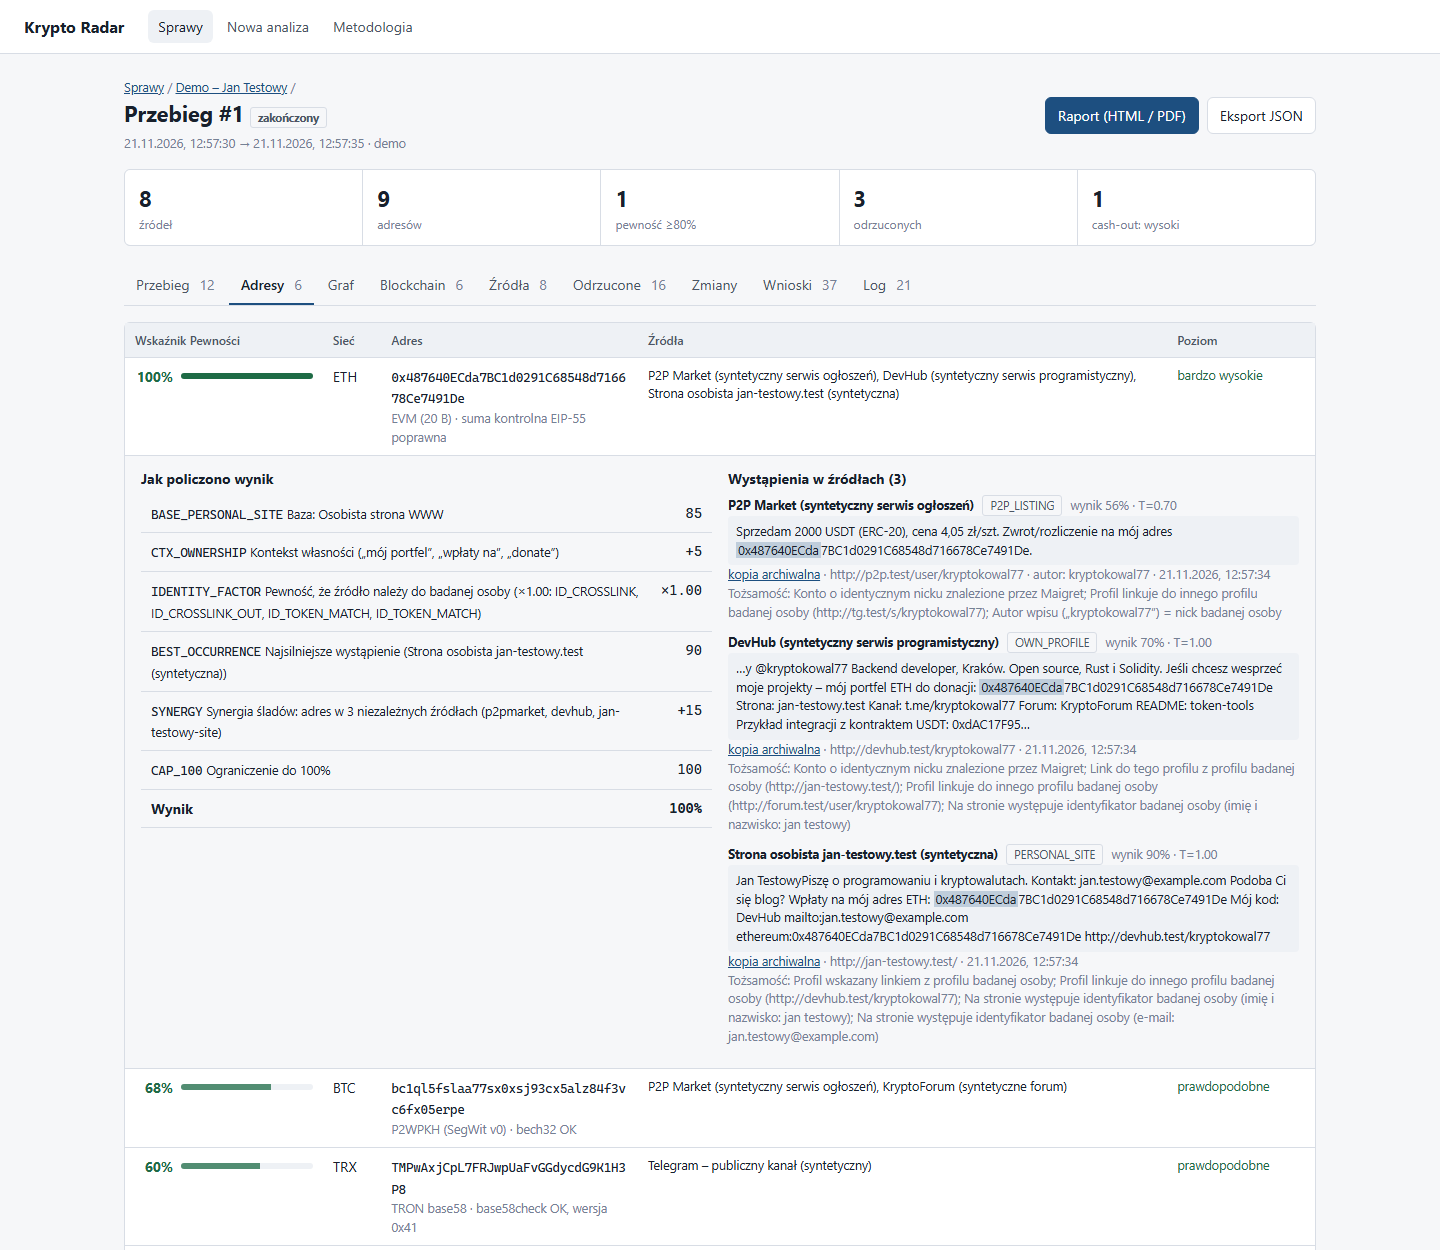 Krypto Radar
Sprawy
Nowa analiza
Metodologia
Sprawy / Demo – Jan Testowy /
Przebieg #1 zakończony
21.11.2026, 12:57:30 → 21.11.2026, 12:57:35 · demo
Raport (HTML / PDF)
Eksport JSON
8
źródeł
9
adresów
1
pewność ≥80%
3
odrzuconych
1
cash-out: wysoki
Przebieg 12
Adresy 6
Graf
Blockchain 6
Źródła 8
Odrzucone 16
Zmiany
Wnioski 37
Log 21
Wskaźnik Pewności
Sieć
Adres
Źródła
Poziom
100%
ETH
0x487640ECda7BC1d0291C68548d7166
78Ce7491De
EVM (20 B) · suma kontrolna EIP-55
poprawna
P2P Market (syntetyczny serwis ogłoszeń), DevHub (syntetyczny serwis programistyczny),
Strona osobista jan-testowy.test (syntetyczna)
bardzo wysokie
Jak policzono wynik
BASE_PERSONAL_SITE Baza: Osobista strona WWW 85
CTX_OWNERSHIP Kontekst własności („mój portfel”, „wpłaty na”, „donate”) +5
IDENTITY_FACTOR Pewność, że źródło należy do badanej osoby (×1.00: ID_CROSSLINK, ×1.00
ID_CROSSLINK_OUT, ID_TOKEN_MATCH, ID_TOKEN_MATCH)
BEST_OCCURRENCE Najsilniejsze wystąpienie (Strona osobista jan-testowy.test 90
(syntetyczna))
SYNERGY Synergia śladów: adres w 3 niezależnych źródłach (p2pmarket, devhub, jan- +15
testowy-site)
CAP_100 Ograniczenie do 100% 100
Wynik 100%
Wystąpienia w źródłach (3)
P2P Market (syntetyczny serwis ogłoszeń) P2P_LISTING wynik 56% · T=0.70
Sprzedam 2000 USDT (ERC-20), cena 4,05 zł/szt. Zwrot/rozliczenie na mój adres
0x487640ECda7BC1d0291C68548d716678Ce7491De.
kopia archiwalna · http://p2p.test/user/kryptokowal77 · autor: kryptokowal77 · 21.11.2026, 12:57:34
Tożsamość: Konto o identycznym nicku znalezione przez Maigret; Profil linkuje do innego profilu
badanej osoby (http://tg.test/s/kryptokowal77); Autor wpisu („kryptokowal77”) = nick badanej osoby
DevHub (syntetyczny serwis programistyczny) OWN_PROFILE wynik 70% · T=1.00
…y @kryptokowal77 Backend developer, Kraków. Open source, Rust i Solidity. Jeśli chcesz wesprzeć
moje projekty – mój portfel ETH do donacji: 0x487640ECda7BC1d0291C68548d716678Ce7491De
Strona: jan-testowy.test Kanał: t.me/kryptokowal77 Forum: KryptoForum README: token-tools
Przykład integracji z kontraktem USDT: 0xdAC17F95…
kopia archiwalna · http://devhub.test/kryptokowal77 · 21.11.2026, 12:57:34
Tożsamość: Konto o identycznym nicku znalezione przez Maigret; Link do tego profilu z profilu badanej
osoby (http://jan-testowy.test/); Profil linkuje do innego profilu badanej osoby
(http://forum.test/user/kryptokowal77); Na stronie występuje identyfikator badanej osoby (imię i
nazwisko: jan testowy)
Strona osobista jan-testowy.test (syntetyczna) PERSONAL_SITE wynik 90% · T=1.00
Jan TestowyPiszę o programowaniu i kryptowalutach. Kontakt: jan.testowy@example.com Podoba Ci
się blog? Wpłaty na mój adres ETH: 0x487640ECda7BC1d0291C68548d716678Ce7491De Mój kod:
DevHub mailto:jan.testowy@example.com
ethereum:0x487640ECda7BC1d0291C68548d716678Ce7491De http://devhub.test/kryptokowal77
kopia archiwalna · http://jan-testowy.test/ · 21.11.2026, 12:57:34
Tożsamość: Profil wskazany linkiem z profilu badanej osoby; Profil linkuje do innego profilu badanej
osoby (http://devhub.test/kryptokowal77); Na stronie występuje identyfikator badanej osoby (imię i
nazwisko: jan testowy); Na stronie występuje identyfikator badanej osoby (e-mail:
jan.testowy@example.com)
68%
BTC
bc1ql5fslaa77sx0xsj93cx5alz84f3v
c6fx05erpe
P2WPKH (SegWit v0) · bech32 OK
P2P Market (syntetyczny serwis ogłoszeń), KryptoForum (syntetyczne forum)
prawdopodobne
60%
TRX
TMPwAxjCpL7FRJwpUaFvGGdycdG9K1H3
P8
TRON base58 · base58check OK, wersja
0x41
Telegram – publiczny kanał (syntetyczny)
prawdopodobne